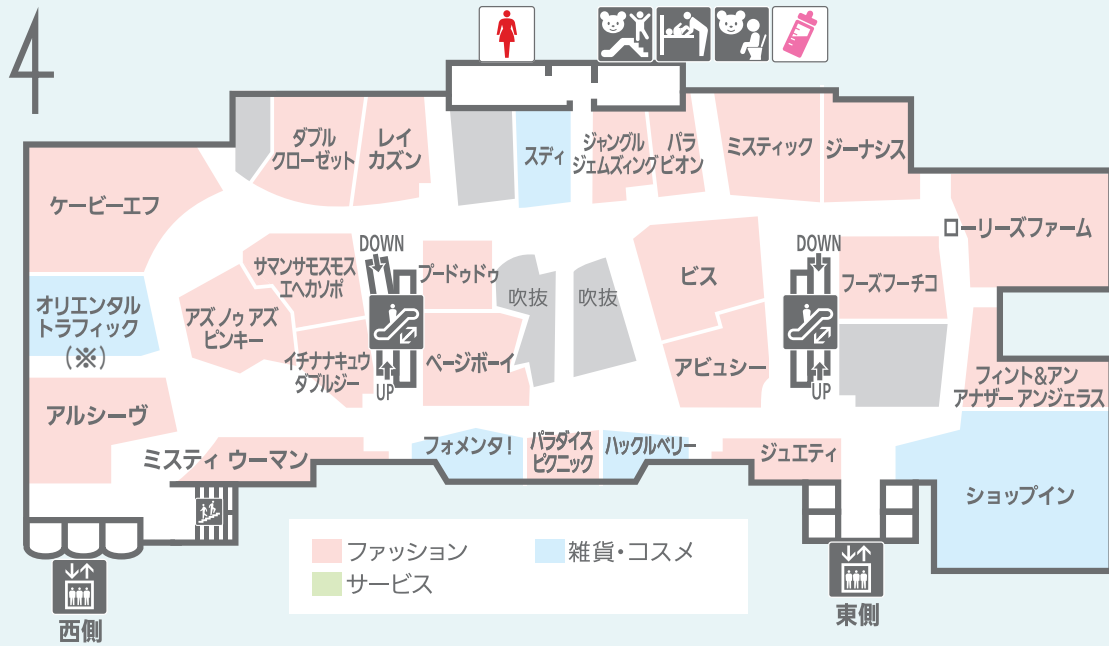 4
ダブル
クローゼット
レイ
カズン
スディ
ジャングル
ジェムズィング
パラ
ビオン
ミスティック
ジーナシス
ケービーエフ
ローリーズファーム
DOWN
DOWN
サマンサモスモス
エヘカソポ
プードゥドゥ
吹抜
吹抜
ビス
フーズフーチコ
オリエンタル
トラフィック
(※)
アズ ノゥ アズ
ピンキー
イチナナキュウ
ダブルジー
UP
ページボーイ
アビュシー
UP
フィント&アン
アナザー アンジェラス
アルシーヴ
ミスティ ウーマン
フォメンタ!
パラダイス
ピクニック
ハックルベリー
ジュエティ
ショップイン
ファッション
雑貨・コスメ
サービス
西側
東側